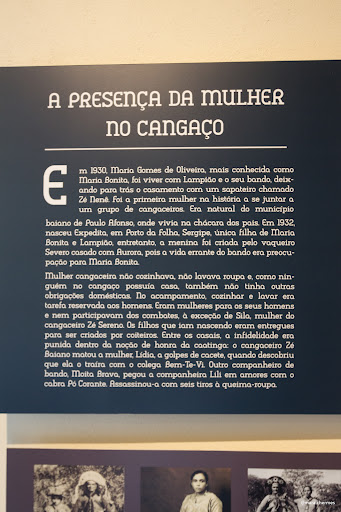 A PRESENÇA DA MULHER
NO CANGAÇO
Em 1930, Maria Gomes de Oliveira, mais conhecida como
Maria Bonita, foi viver com Lampião e o seu bando, deix-
ando para trás o casamento com um sapateiro chamado
Zé Nenê. Foi a primeira mulher na história a se juntar a
um grupo de cangaceiros. Era natural do município
baiano de Paulo Afonso, onde vivia na chácara dos pais. Em 1932,
nasceu Expedita, em Porto da Folha, Sergipe, única filha de Maria
Bonita e Lampião, entretanto, a menina foi criada pelo vaqueiro
Severo casado com Aurora, pois a vida errante do bando era preocu-
pação para Maria Bonita.
Mulher cangaceira não cozinhava, não lavava roupa e, como nin-
guém no cangaço possuía casa, também não tinha outras
obrigações domésticas. No acampamento, cozinhar e lavar era
tarefa reservada aos homens. Eram mulheres para os seus homens
e nem participavam dos combates, à exceção de Sila, mulher do
cangaceiro Zé Sereno. Os filhos que iam nascendo eram entregues
para ser criados por coiteiros. Entre os casais, a infidelidade era
punida dentro da noção de honra da caatinga: o cangaceiro Zé
Baiano matou a mulher, Lídia, a golpes de cacete, quando descobriu
que ela o traíra com o colega Bem-Te-Vi. Outro companheiro de
bando, Moita Brava, pegou a companheira Lili em amores com o
cabra Pó Corante. Assassinou-a com seis tiros à queima-roupa.